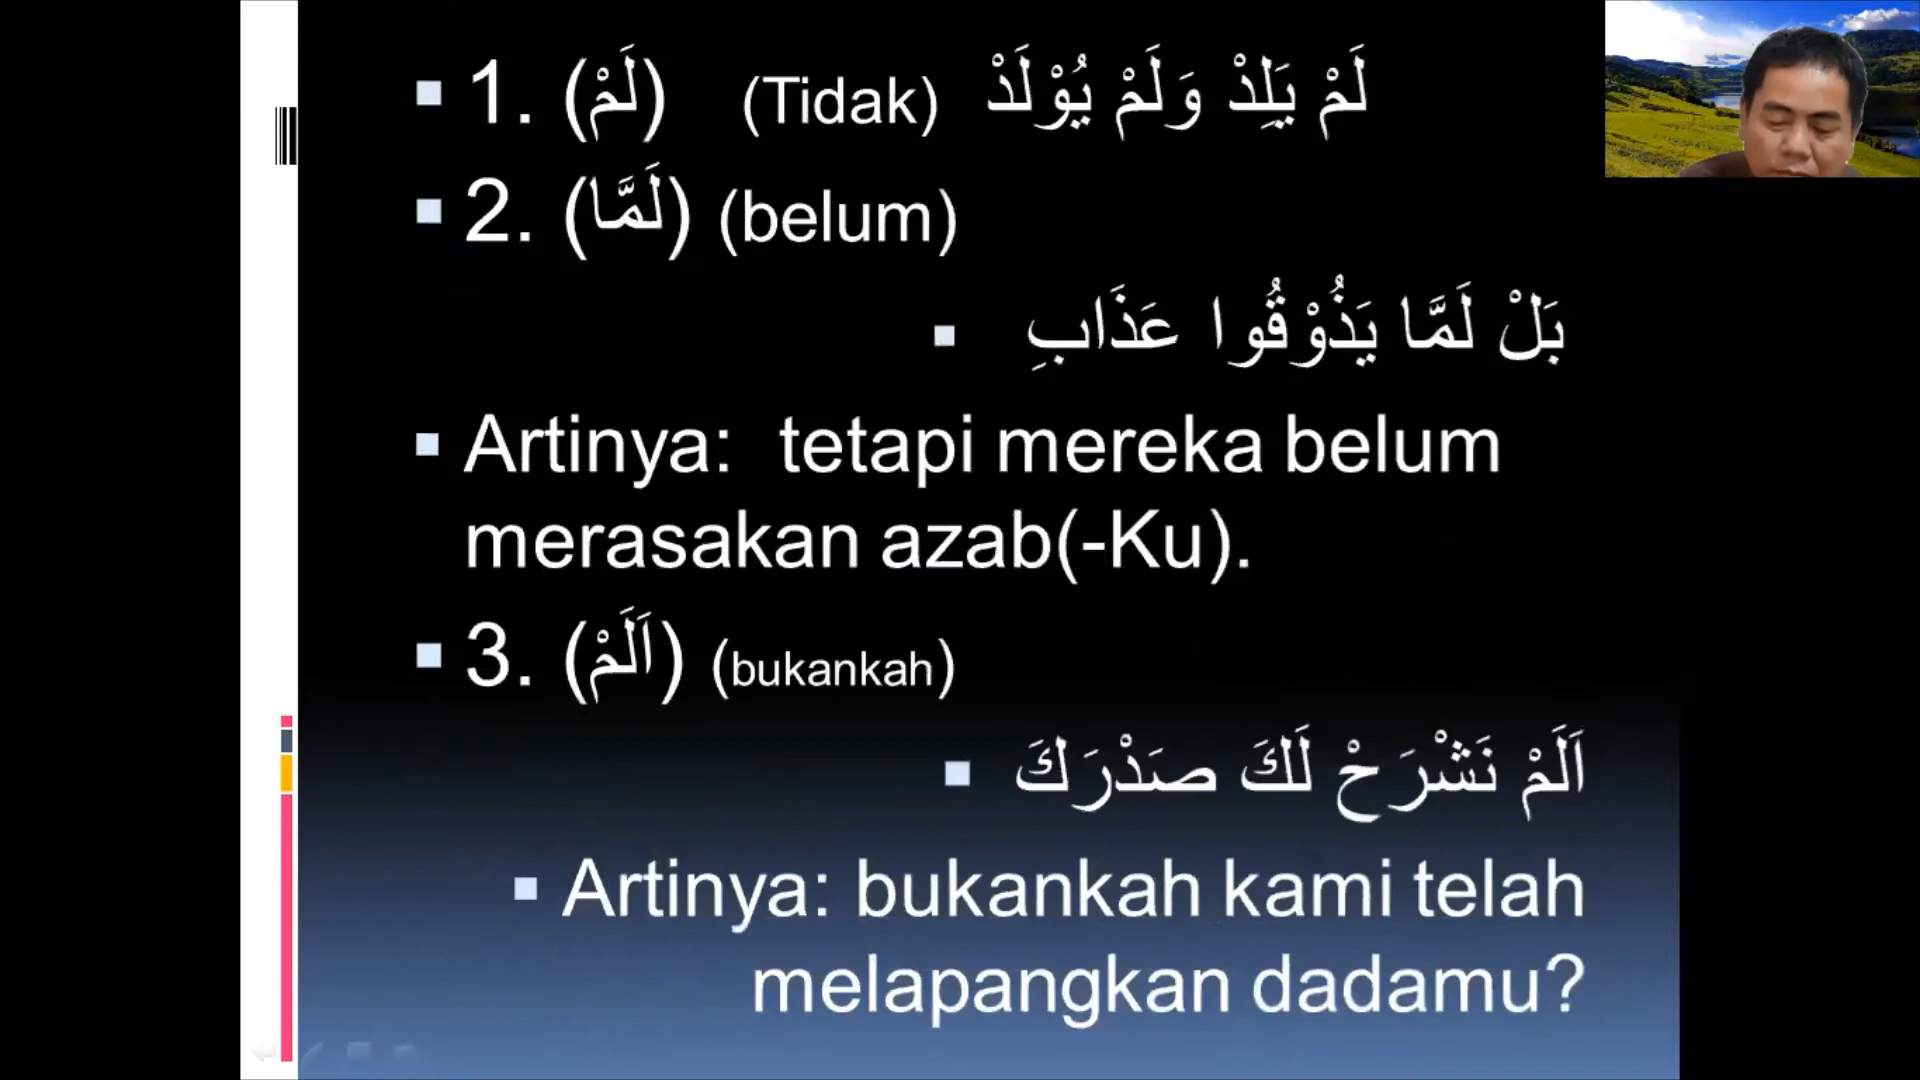 1. (لَمْ) (Tidak) لَمْ يَلِدْ وَلَمْ يُوْلَدْ
2. (لَمَّا) (belum)
بَلْ لَمَّا يَذُوْقُوا عَذَابِ
Artinya: tetapi mereka belum
merasakan azab(-Ku).
3. (اَلَمْ) (bukankah)
اَلَمْ نَشْرَحْ لَكَ صَدْرَكَ
Artinya: bukankah kami telah
melapangkan dadamu?